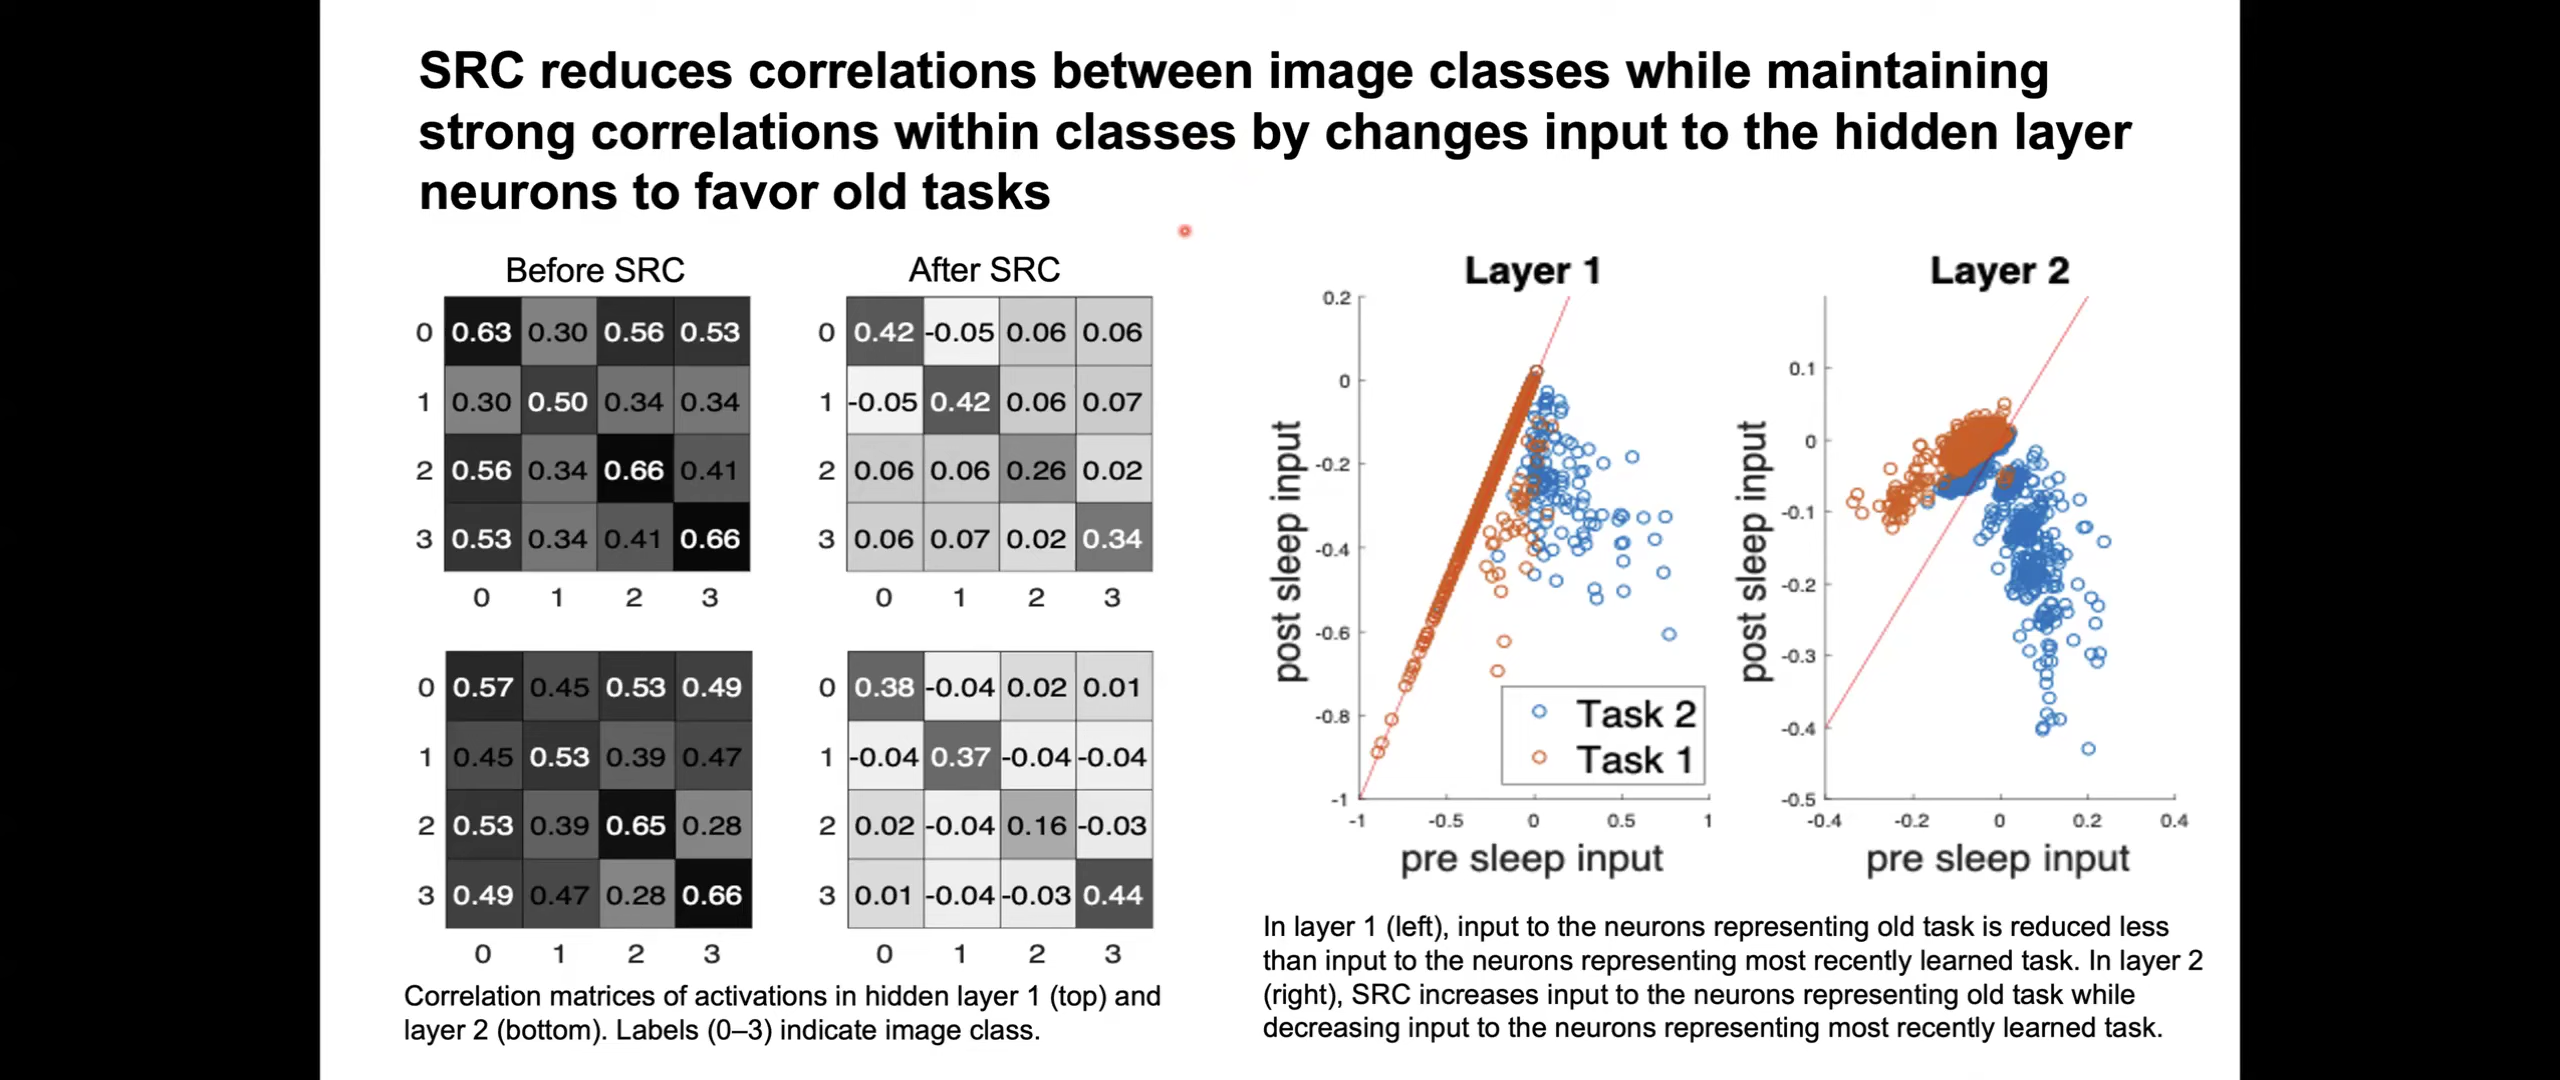 SRC reduces correlations between image classes while maintaining
strong correlations within classes by changes input to the hidden layer
neurons to favor old tasks
Before SRC
0 0.63 0.30 0.56 0.53
1 0.30 0.50 0.34 0.34
2 0.56 0.34 0.66 0.41
3 0.53 0.34 0.41 0.66
0 1 2 3
After SRC
0 0.42 -0.05 0.06 0.06
1 -0.05 0.42 0.06 0.07
2 0.06 0.06 0.26 0.02
3 0.06 0.07 0.02 0.34
0 1 2 3
0 0.57 0.45 0.53 0.49
1 0.45 0.53 0.39 0.47
2 0.53 0.39 0.65 0.28
3 0.49 0.47 0.28 0.66
0 1 2 3
0 0.38 -0.04 0.02 0.01
1 -0.04 0.37 -0.04 -0.04
2 0.02 -0.04 0.16 -0.03
3 0.01 -0.04 -0.03 0.44
0 1 2 3
Correlation matrices of activations in hidden layer 1 (top) and
layer 2 (bottom). Labels (0–3) indicate image class.
Layer 1
post sleep input
0.2
0
-0.2
-0.4
-0.6
-0.8
-1
-1 -0.5 0 0.5 1
pre sleep input
Task 2
Task 1
Layer 2
post sleep input
0.1
0
-0.1
-0.2
-0.3
-0.4
-0.5
-0.4 -0.2 0 0.2 0.4
pre sleep input
In layer 1 (left), input to the neurons representing old task is reduced less
than input to the neurons representing most recently learned task. In layer 2
(right), SRC increases input to the neurons representing old task while
decreasing input to the neurons representing most recently learned task.